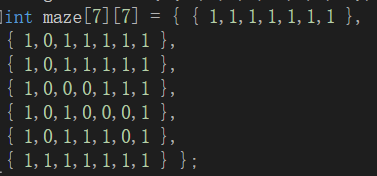 int maze[7][7] = { { 1,1,1,1,1,1,1 },
{ 1,0,1,1,1,1,1 },
{ 1,0,1,1,1,1,1 },
{ 1,0,0,0,1,1,1 },
{ 1,0,1,0,0,0,1 },
{ 1,0,1,1,1,0,1 },
{ 1,1,1,1,1,1,1 } };